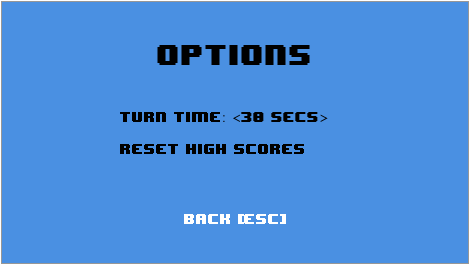 OPTIONS
TURN TIME: <30 SECS>
RESET HIGH SCORES
BACK [ESC]